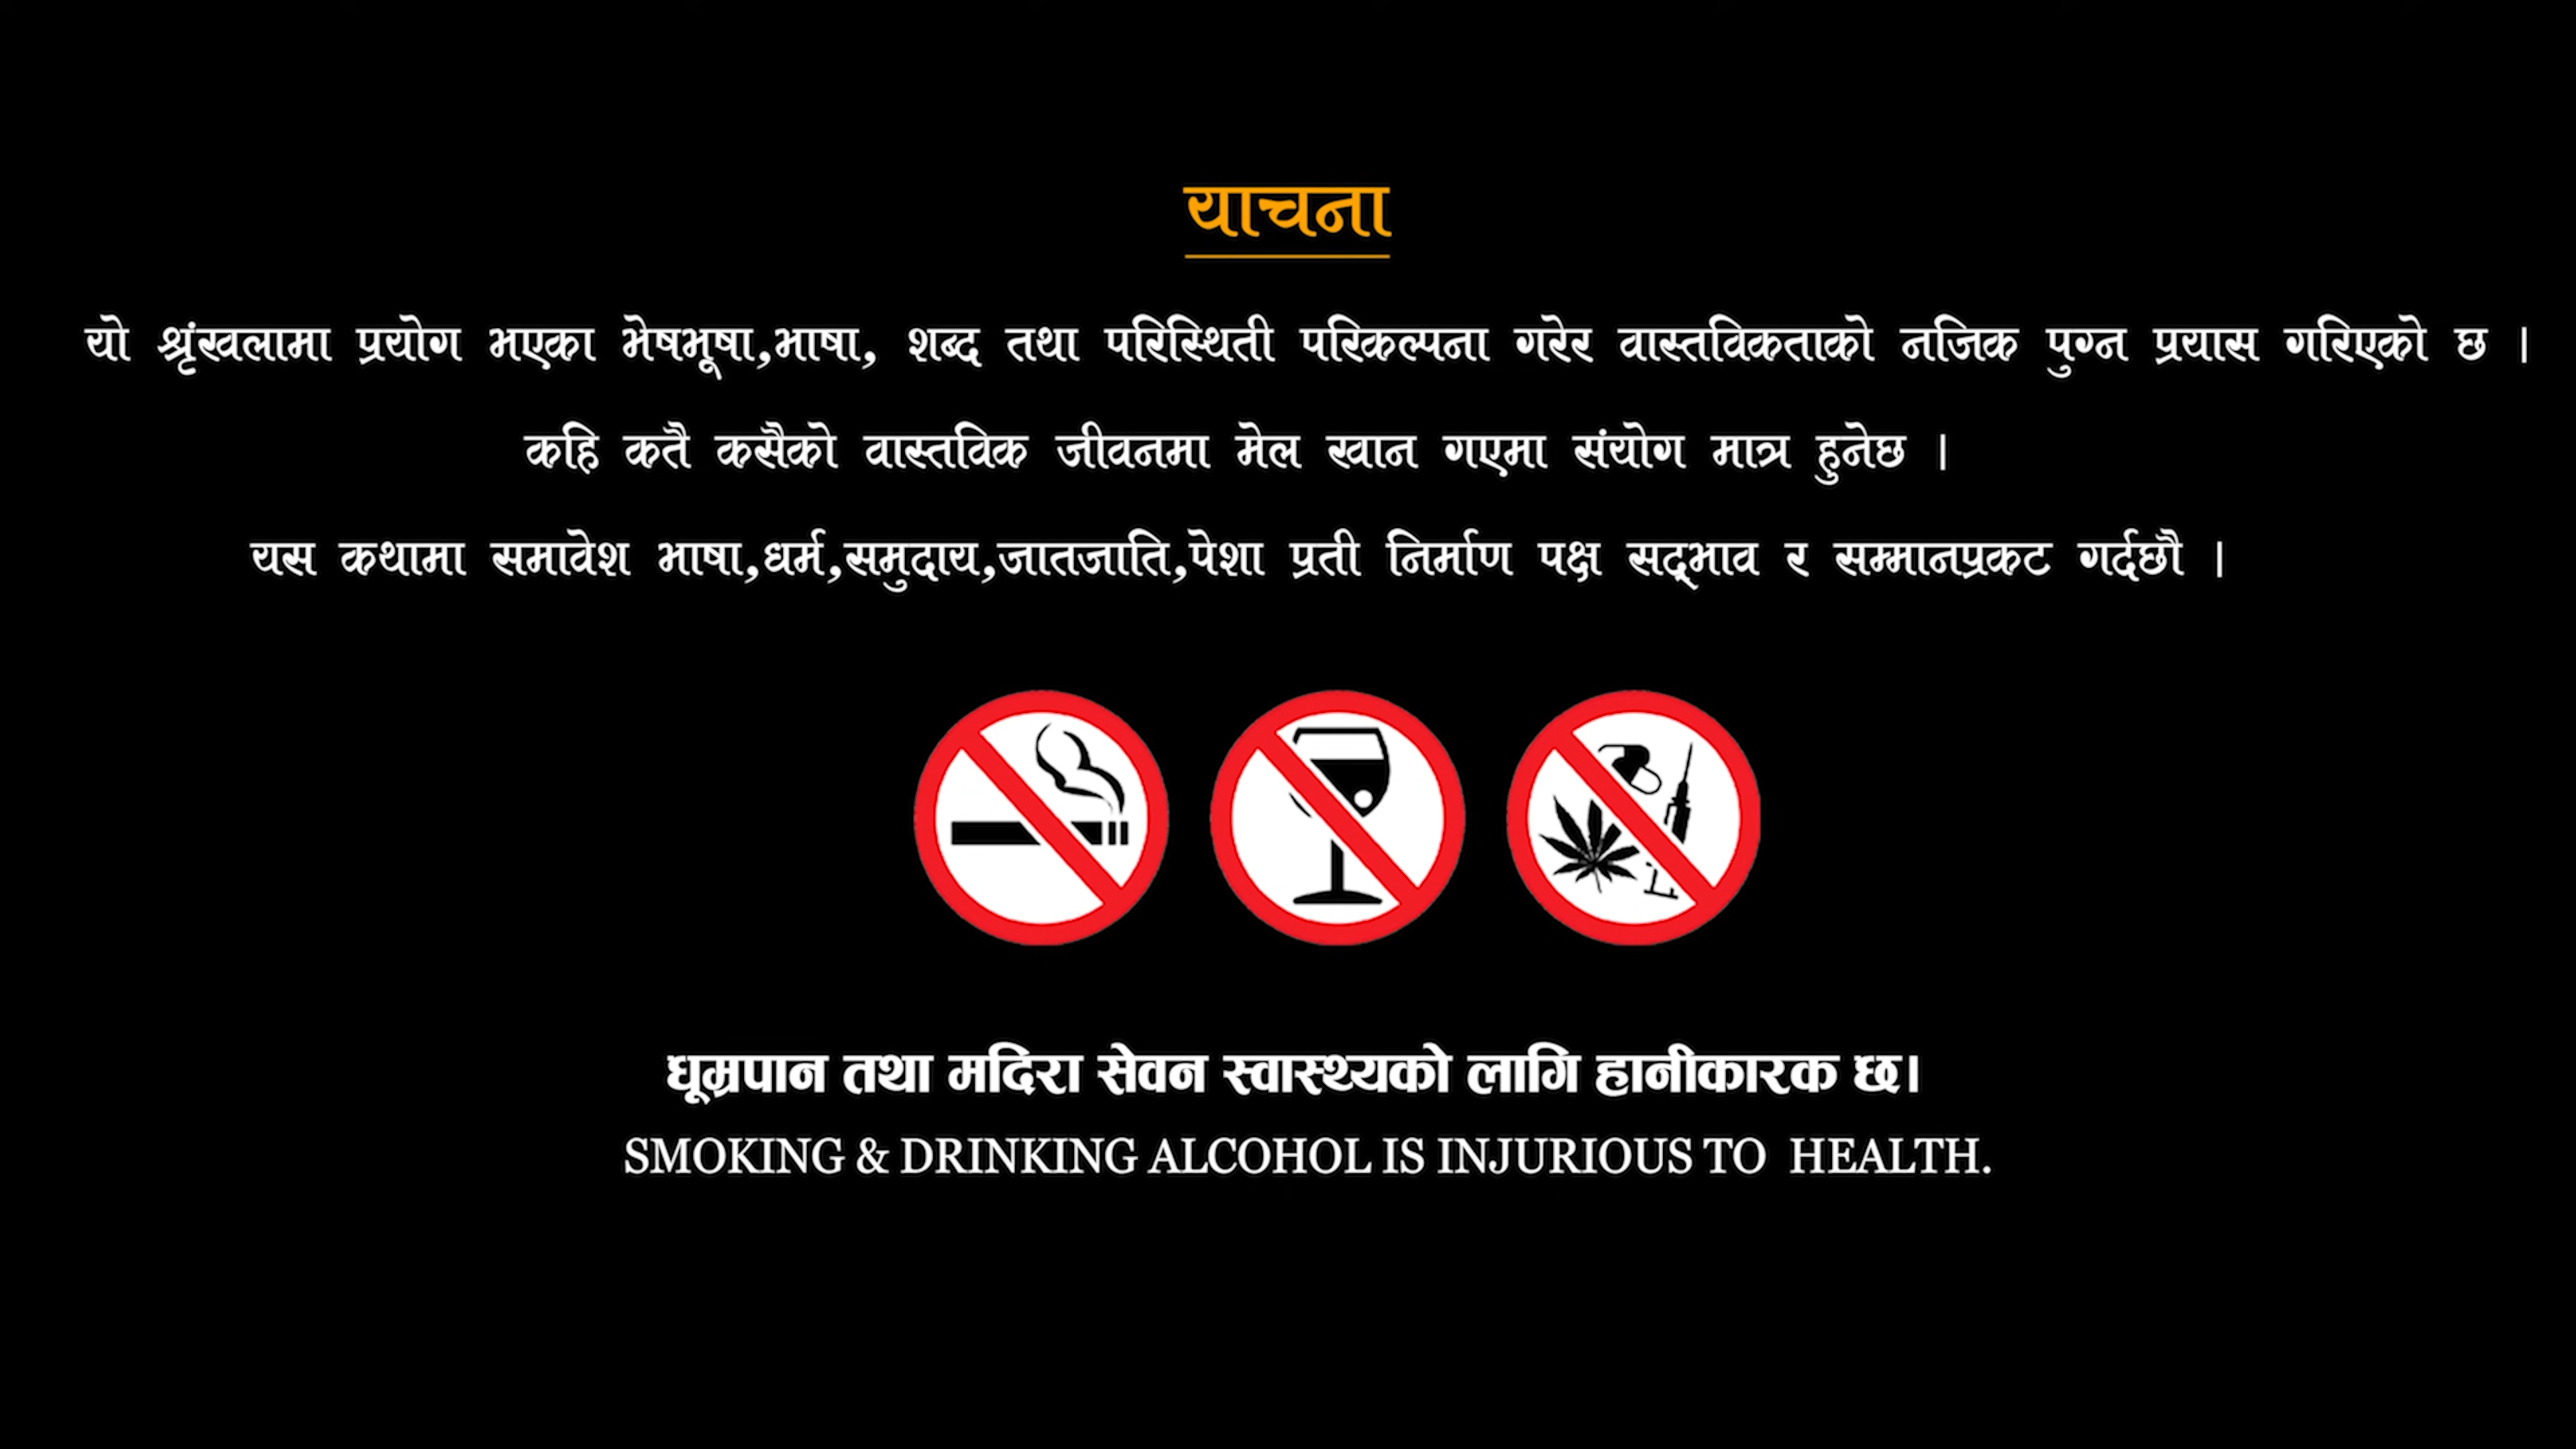 याचना
यो श्रृंखलामा प्रयोग भएका भेषभूषा,भाषा, शब्द तथा परिस्थिती परिकल्पना गरेर वास्तविकताको नजिक पुग्न प्रयास गरिएको छ |
कहि कतै कसैको वास्तविक जीवनमा मेल खान गएमा संयोग मात्र हुनेछ |
यस कथामा समावेश भाषा,धर्म,समुदाय,जातजाति,पेशा प्रती निर्माण पक्ष सद्भाव र सम्मानप्रकट गर्दछौ |
धूम्रपान तथा मदिरा सेवन स्वास्थ्यको लागि हानीकारक छ।
SMOKING & DRINKING ALCOHOL IS INJURIOUS TO  HEALTH.